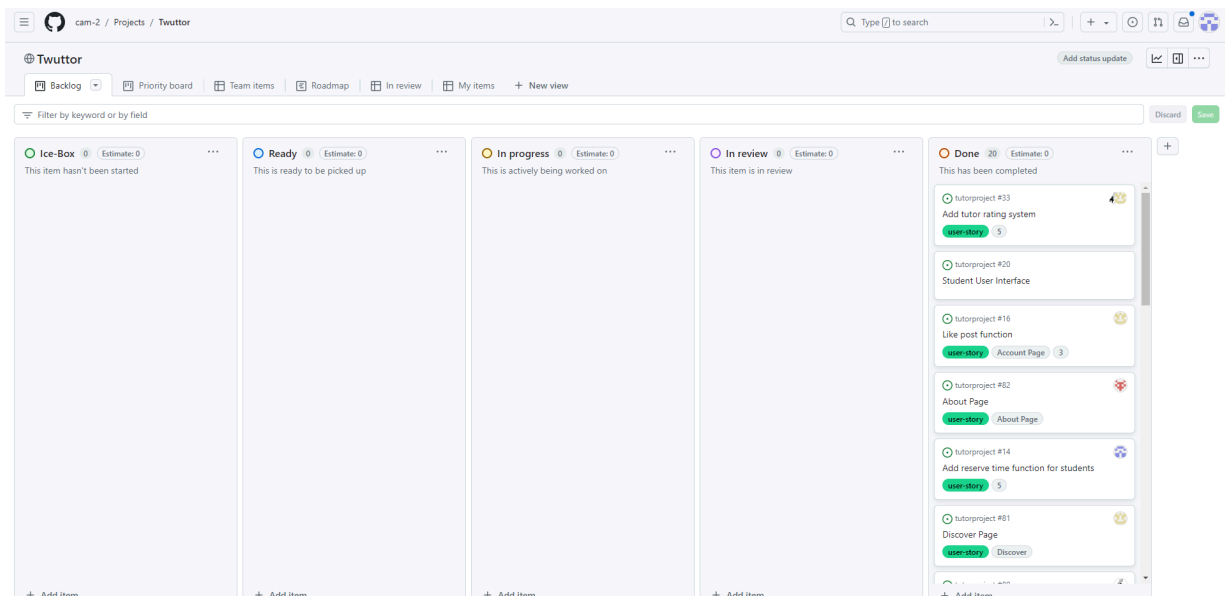 cam-2 / Projects / Twuttor
Type / to search
Twuttor
Add status update
Backlog
Priority board
Team items
Roadmap
In review
My items
+ New view
Filter by keyword or by field
Discard
Save
Ice-Box 0 Estimate: 0
This item hasn't been started
+ Add item
Ready 0 Estimate: 0
This is ready to be picked up
+ Add item
In progress 0 Estimate: 0
This is actively being worked on
+ Add item
In review 0 Estimate: 0
This item is in review
+ Add item
Done 20 Estimate: 0
This has been completed
tutorproject #33
Add tutor rating system
user-story 5
tutorproject #20
Student User Interface
tutorproject #16
Like post function
user-story Account Page 3
tutorproject #82
About Page
user-story About Page
tutorproject #14
Add reserve time function for students
user-story 5
tutorproject #81
Discover Page
user-story Discover
+ Add item